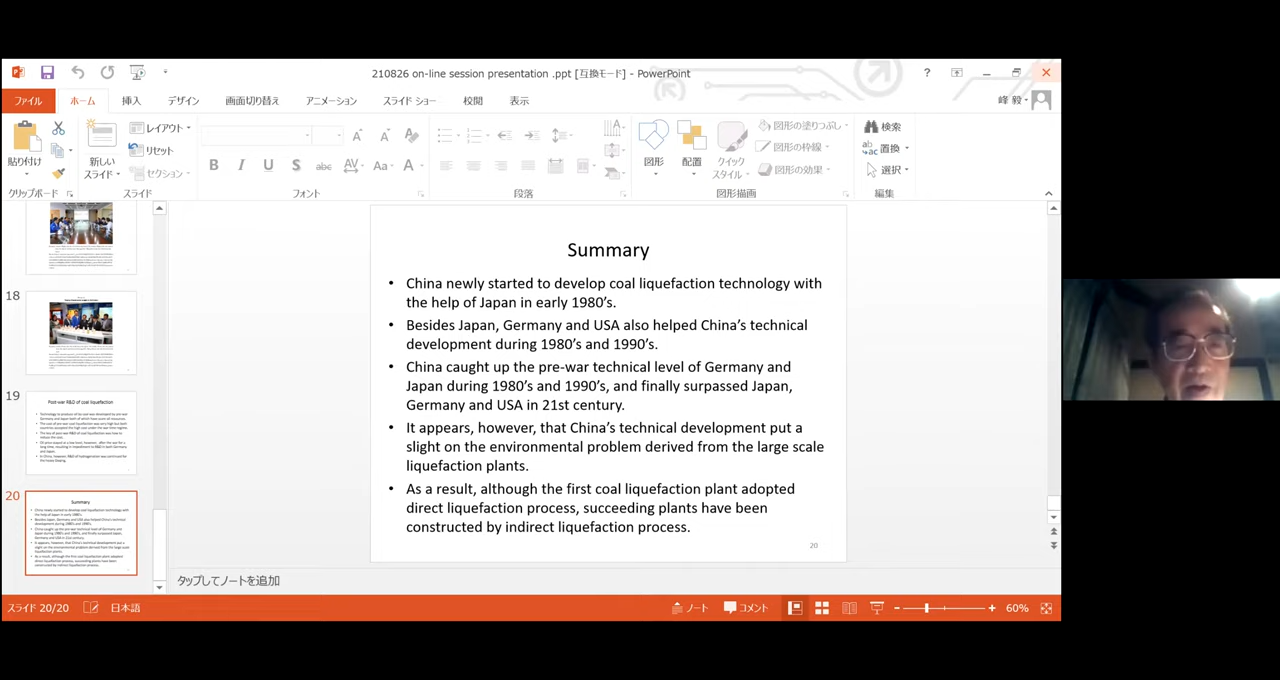 210826 on-line session presentation .ppt [互換モード] - PowerPoint
ファイル ホーム 挿入 デザイン 画面切り替え アニメーション スライド ショー 校閲 表示 峰 毅
貼り付け
新しい
スライド
レイアウト
リセット
セクション
図形
配置
クイック
スタイル
図形の塗りつぶし
図形の枠線
図形の効果
検索
置換
選択
クリップボード スライド フォント 段落 図形描画 編集
18
19
Post-war R&D of coal liquefaction
20
Summary
Summary
• China newly started to develop coal liquefaction technology with
the help of Japan in early 1980's.
• Besides Japan, Germany and USA also helped China's technical
development during 1980's and 1990's.
• China caught up the pre-war technical level of Germany and
Japan during 1980's and 1990's, and finally surpassed Japan,
Germany and USA in 21st century.
• It appears, however, that China's technical development put a
slight on the environmental problem derived from the large scale
liquefaction plants.
• As a result, although the first coal liquefaction plant adopted
direct liquefaction process, succeeding plants have been
constructed by indirect liquefaction process.
20
タップしてノートを追加
スライド 20/20 日本語 ノート コメント 60%